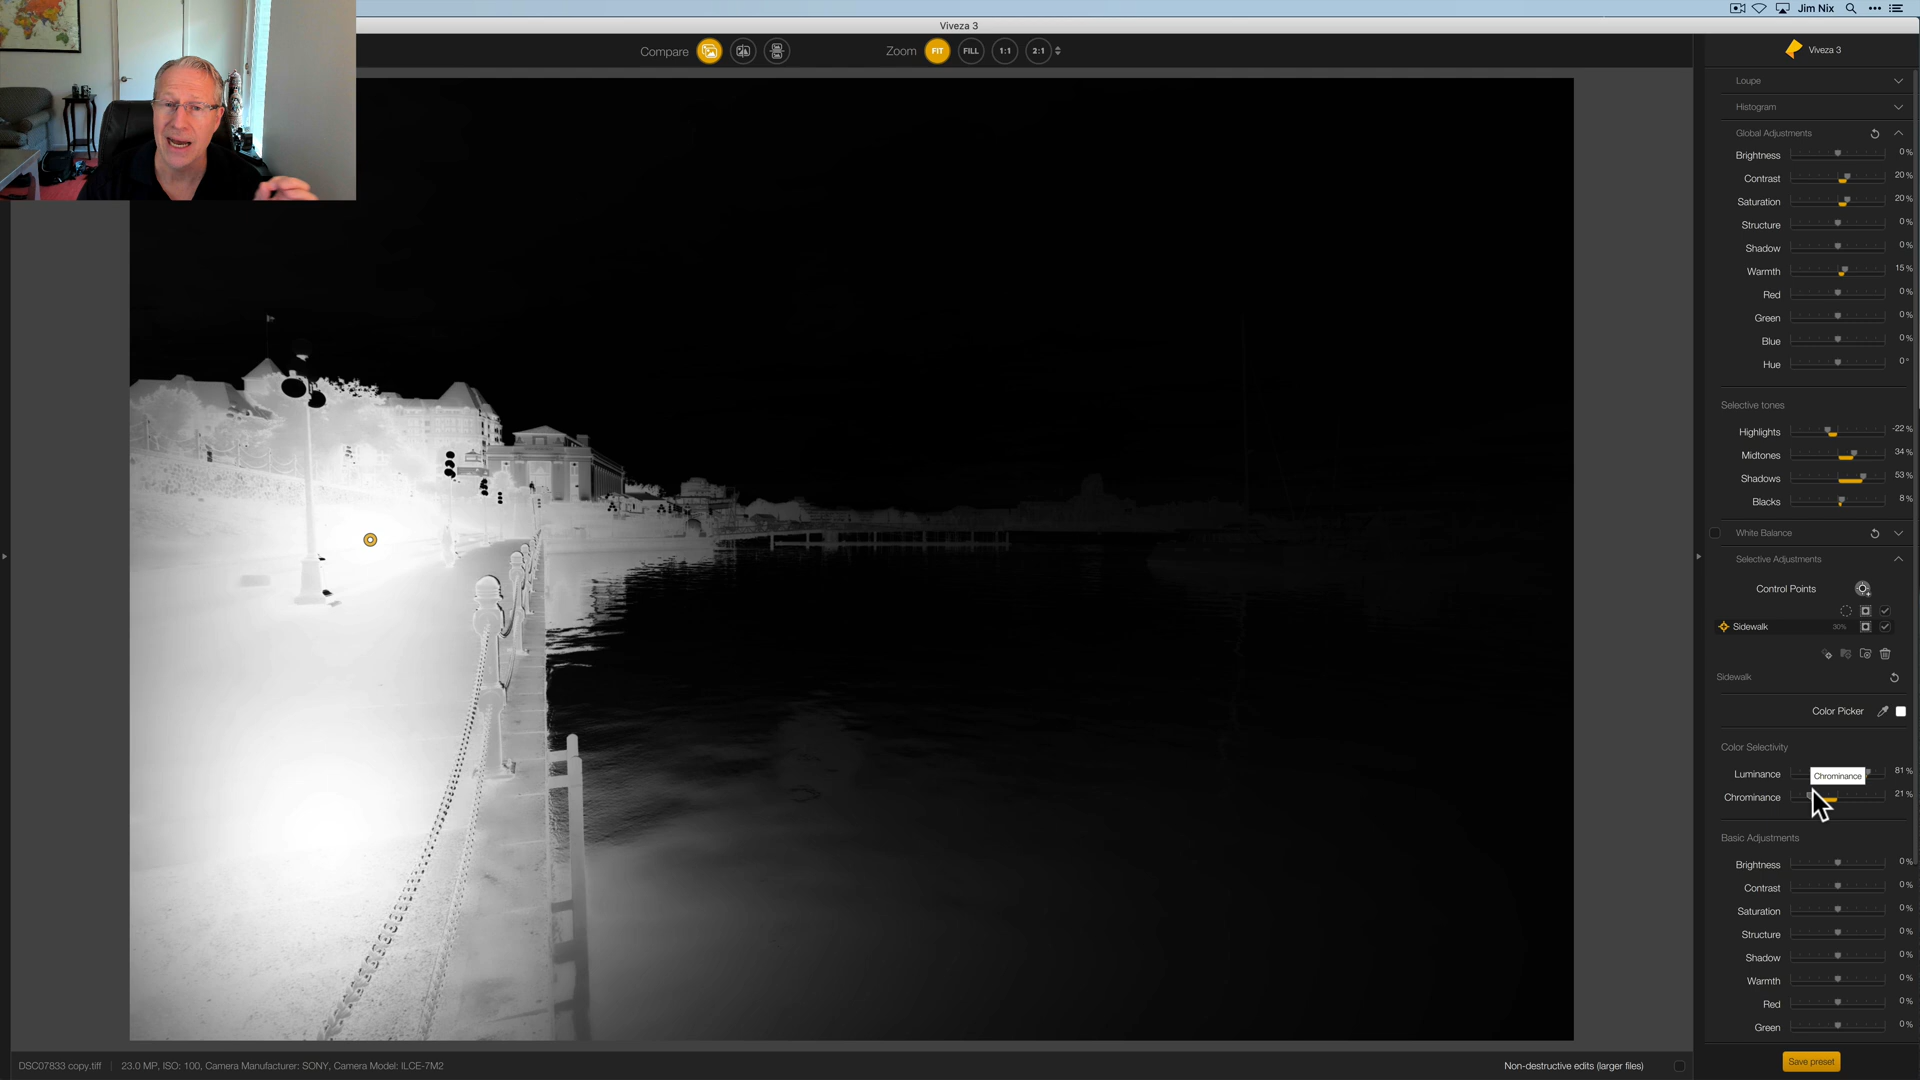 Jim Nix
Viveza 3
Compare
Zoom
FIT
FILL
1:1
2:1
Viveza 3
Loupe
Histogram
Global Adjustments
Brightness 0 %
Contrast 20 %
Saturation 20 %
Structure 0 %
Shadow 0 %
Warmth 15 %
Red 0 %
Green 0 %
Blue 0 %
Hue 0 °
Selective tones
Highlights -22 %
Midtones 34 %
Shadows 53 %
Blacks 8 %
White Balance
Selective Adjustments
Control Points
Sidewalk 30%
Sidewalk
Color Picker
Color Selectivity
Luminance 81 %
Chrominance
Chrominance 21 %
Basic Adjustments
Brightness 0 %
Contrast 0 %
Saturation 0 %
Structure 0 %
Shadow 0 %
Warmth 0 %
Red 0 %
Green 0 %
DSC07833 copy.tiff | 23.0 MP, ISO: 100, Camera Manufacturer: SONY, Camera Model: ILCE-7M2
Non-destructive edits (larger files)
Save preset